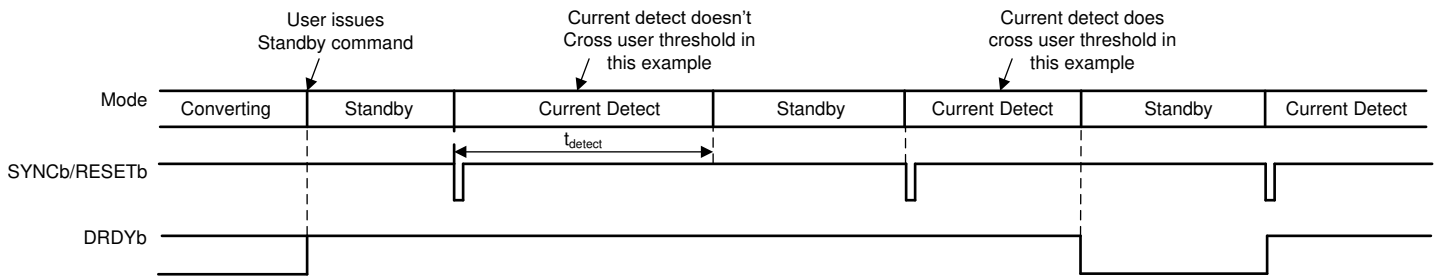 User issues
Standby command
Current detect doesn't
Cross user threshold in
this example
Current detect does
cross user threshold in
this example
Mode
Converting
Standby
Current Detect
Standby
Current Detect
Standby
Current Detect
tdetect
SYNCb/RESETb
DRDYb